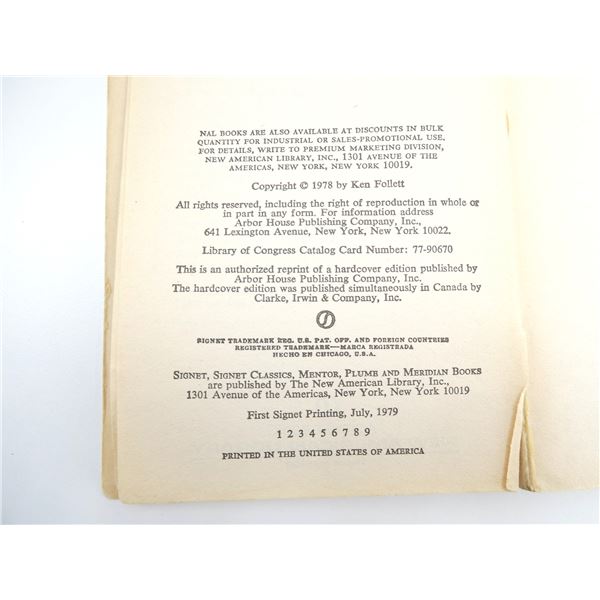 NAL BOOKS ARE ALSO AVAILABLE AT DISCOUNTS IN BULK
QUANTITY FOR INDUSTRIAL OR SALES-PROMOTIONAL USE.
FOR DETAILS, WRITE TO PREMIUM MARKETING DIVISION,
NEW AMERICAN LIBRARY, INC., 1301 AVENUE OF THE
AMERICAS, NEW YORK, NEW YORK 10019.
Copyright © 1978 by Ken Follett
All rights reserved, including the right of reproduction in whole or
in part in any form. For information address
Arbor House Publishing Company, Inc.,
641 Lexington Avenue, New York, New York 10022.
Library of Congress Catalog Card Number: 77-90670
This is an authorized reprint of a hardcover edition published by
Arbor House Publishing Company, Inc.
The hardcover edition was published simultaneously in Canada by
Clarke, Irwin & Company, Inc.
SIGNET TRADEMARK REG. U.S. PAT. OFF. AND FOREIGN COUNTRIES
REGISTERED TRADEMARK—MARCA REGISTRADA
HECHO EN CHICAGO, U.S.A.
SIGNET, SIGNET CLASSICS, MENTOR, PLUME AND MERIDIAN BOOKS
are published by The New American Library, Inc.,
1301 Avenue of the Americas, New York, New York 10019
First Signet Printing, July, 1979
1 2 3 4 5 6 7 8 9
PRINTED IN THE UNITED STATES OF AMERICA